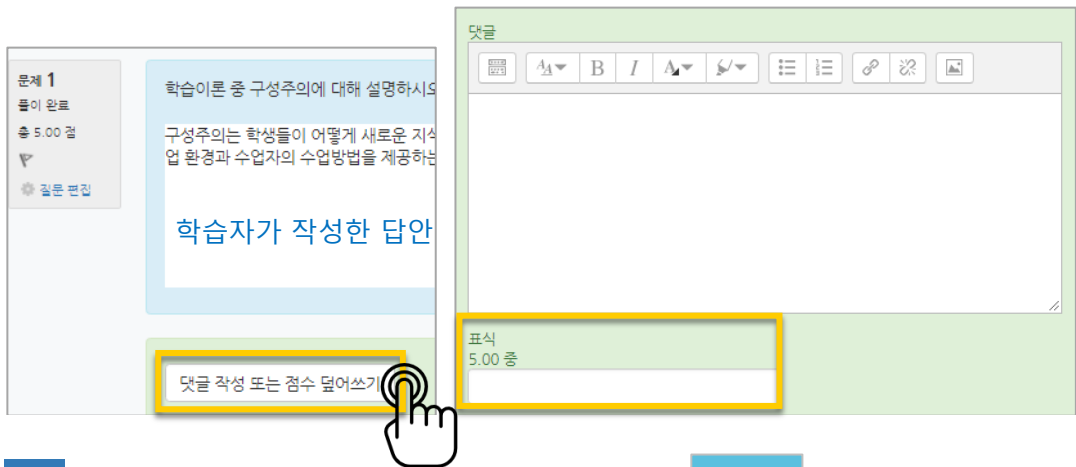 문제 1
풀이 완료
총 5.00 점
질문 편집
학습이론 중 구성주의에 대해 설명하시오
구성주의는 학생들이 어떻게 새로운 지식
업 환경과 수업자의 수업방법을 제공하는
학습자가 작성한 답안
댓글 작성 또는 점수 덮어쓰기
댓글
표식
5.00 중